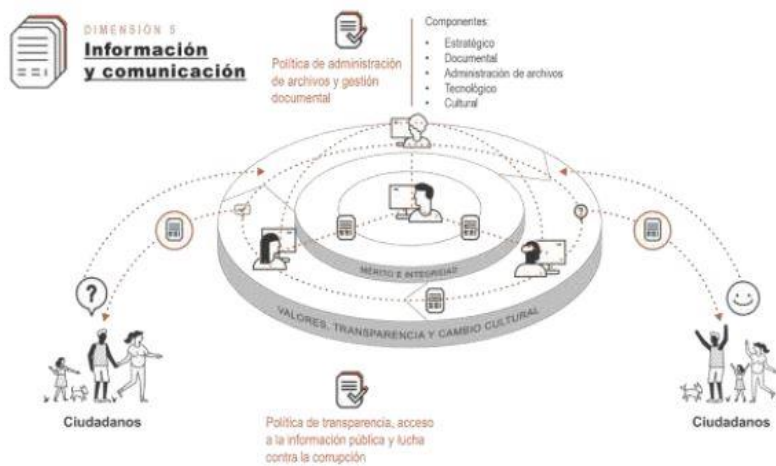 DIMENSIÓN 5
Información
y comunicación
Política de administración
de archivos y gestión
documental
Componentes:
• Estratégico
• Documental
• Administración de archivos
• Tecnológico
• Cultural
?
?
MÉRITO E INTEGRIDAD
VALORES, TRANSPARENCIA Y CAMBIO CULTURAL
Ciudadanos
Ciudadanos
Política de transparencia, acceso
a la información pública y lucha
contra la corrupción